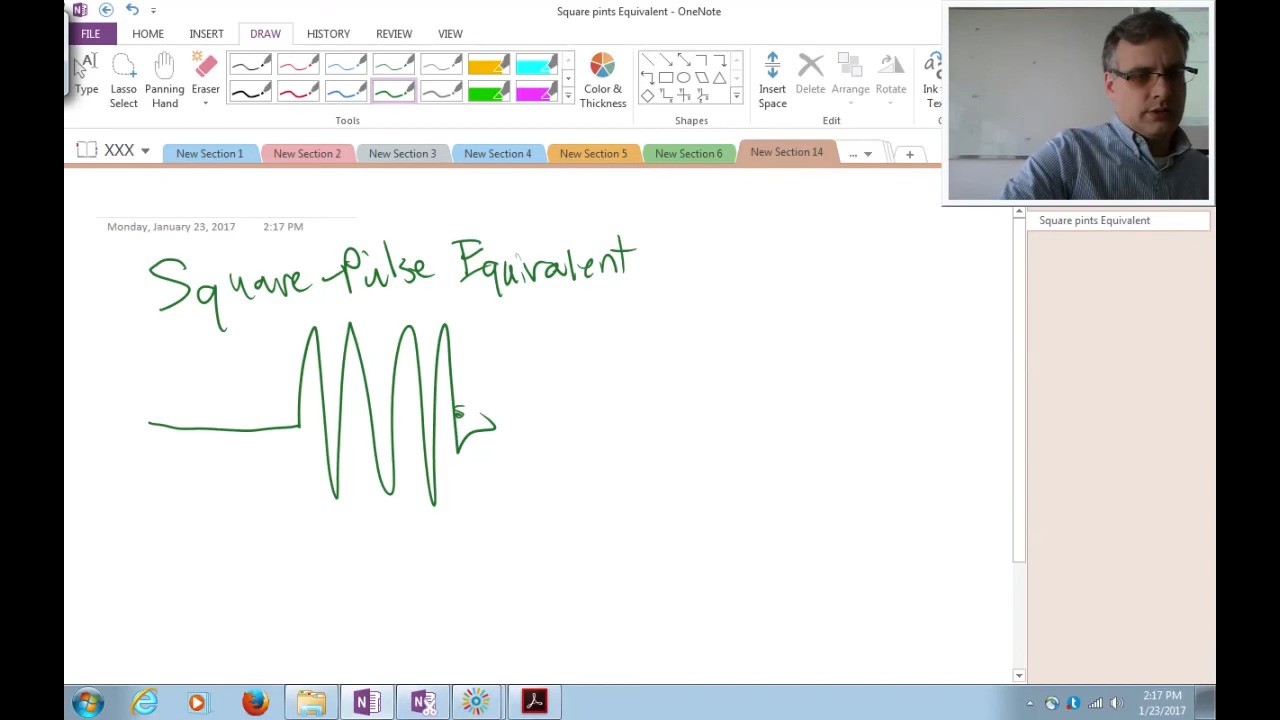 Square pints Equivalent - OneNote
FILE HOME INSERT DRAW HISTORY REVIEW VIEW
Type
Lasso Select
Panning Hand
Eraser
Color & Thickness
Insert Space
Delete
Arrange
Rotate
Ink to
Tools
Shapes
Edit
XXX
New Section 1
New Section 2
New Section 3
New Section 4
New Section 5
New Section 6
New Section 14
...
Square pints Equivalent
Monday, January 23, 2017 2:17 PM
Square Pulse Equivalent
2:17 PM
1/23/2017